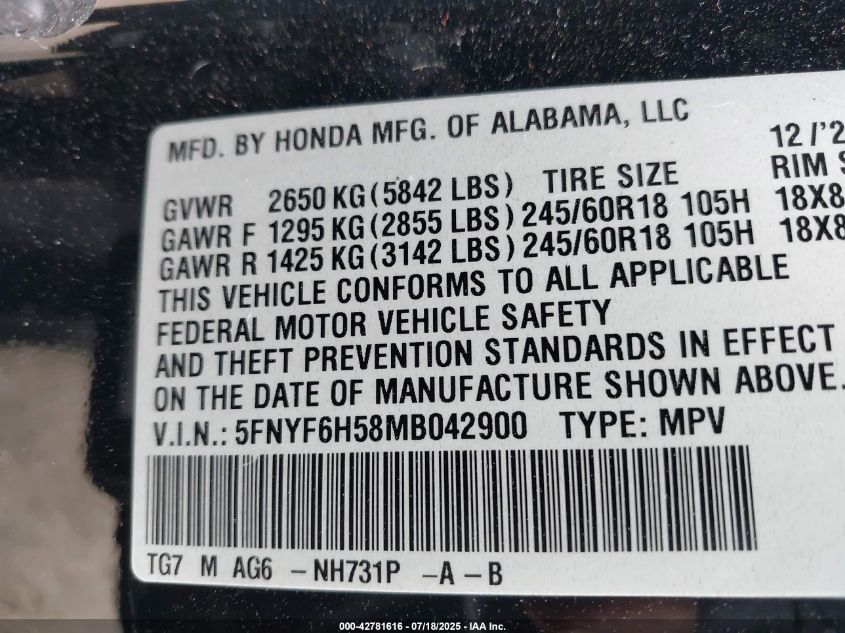 MFD. BY HONDA MFG. OF ALABAMA, LLC 12/'2
GVWR 2650 KG (5842 LBS) TIRE SIZE RIM S
GAWR F 1295 KG (2855 LBS) 245/60R18 105H 18X8
GAWR R 1425 KG (3142 LBS) 245/60R18 105H 18X8
THIS VEHICLE CONFORMS TO ALL APPLICABLE
FEDERAL MOTOR VEHICLE SAFETY
AND THEFT PREVENTION STANDARDS IN EFFECT
ON THE DATE OF MANUFACTURE SHOWN ABOVE.
V.I.N.: 5FNYF6H58MB042900 TYPE: MPV
TG7 M AG6 – NH731P –A – B
000-42781616 - 07/18/2025 - IAA Inc.